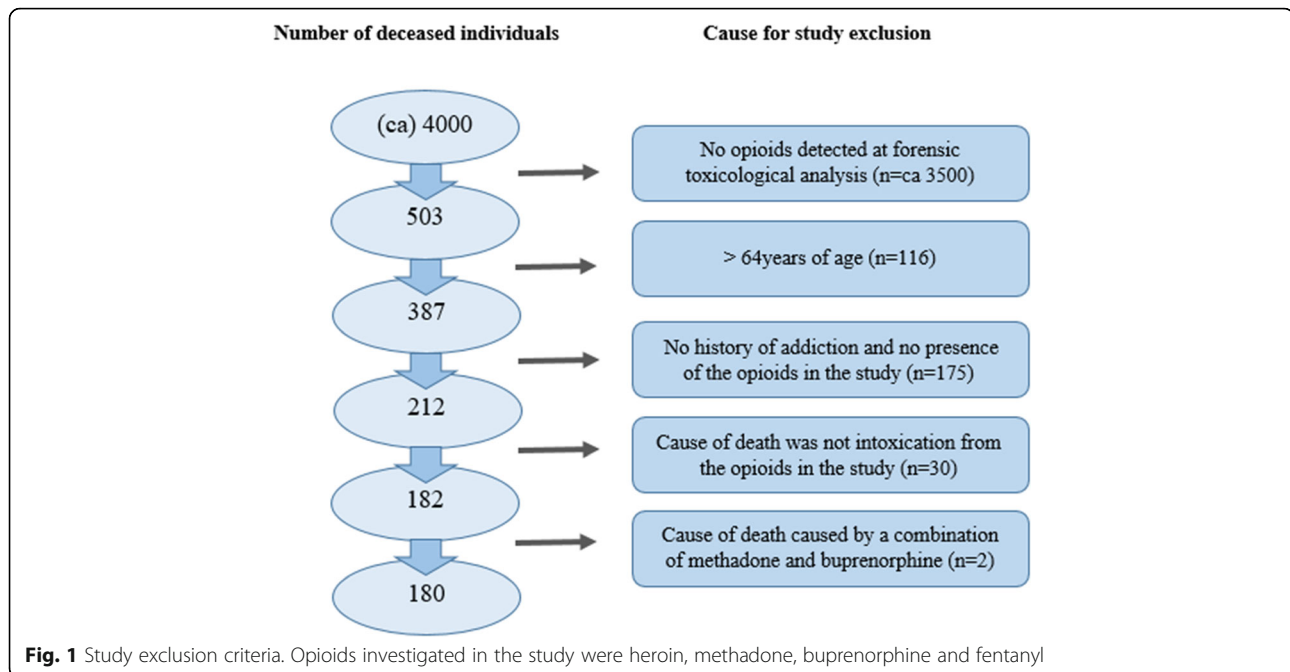 Number of deceased individuals
Cause for study exclusion
(ca) 4000
No opioids detected at forensic
toxicological analysis (n=ca 3500)
503
> 64years of age (n=116)
387
No history of addiction and no presence
of the opioids in the study (n=175)
212
Cause of death was not intoxication from
the opioids in the study (n=30)
182
Cause of death caused by a combination
of methadone and buprenorphine (n=2)
180
Fig. 1 Study exclusion criteria. Opioids investigated in the study were heroin, methadone, buprenorphine and fentanyl